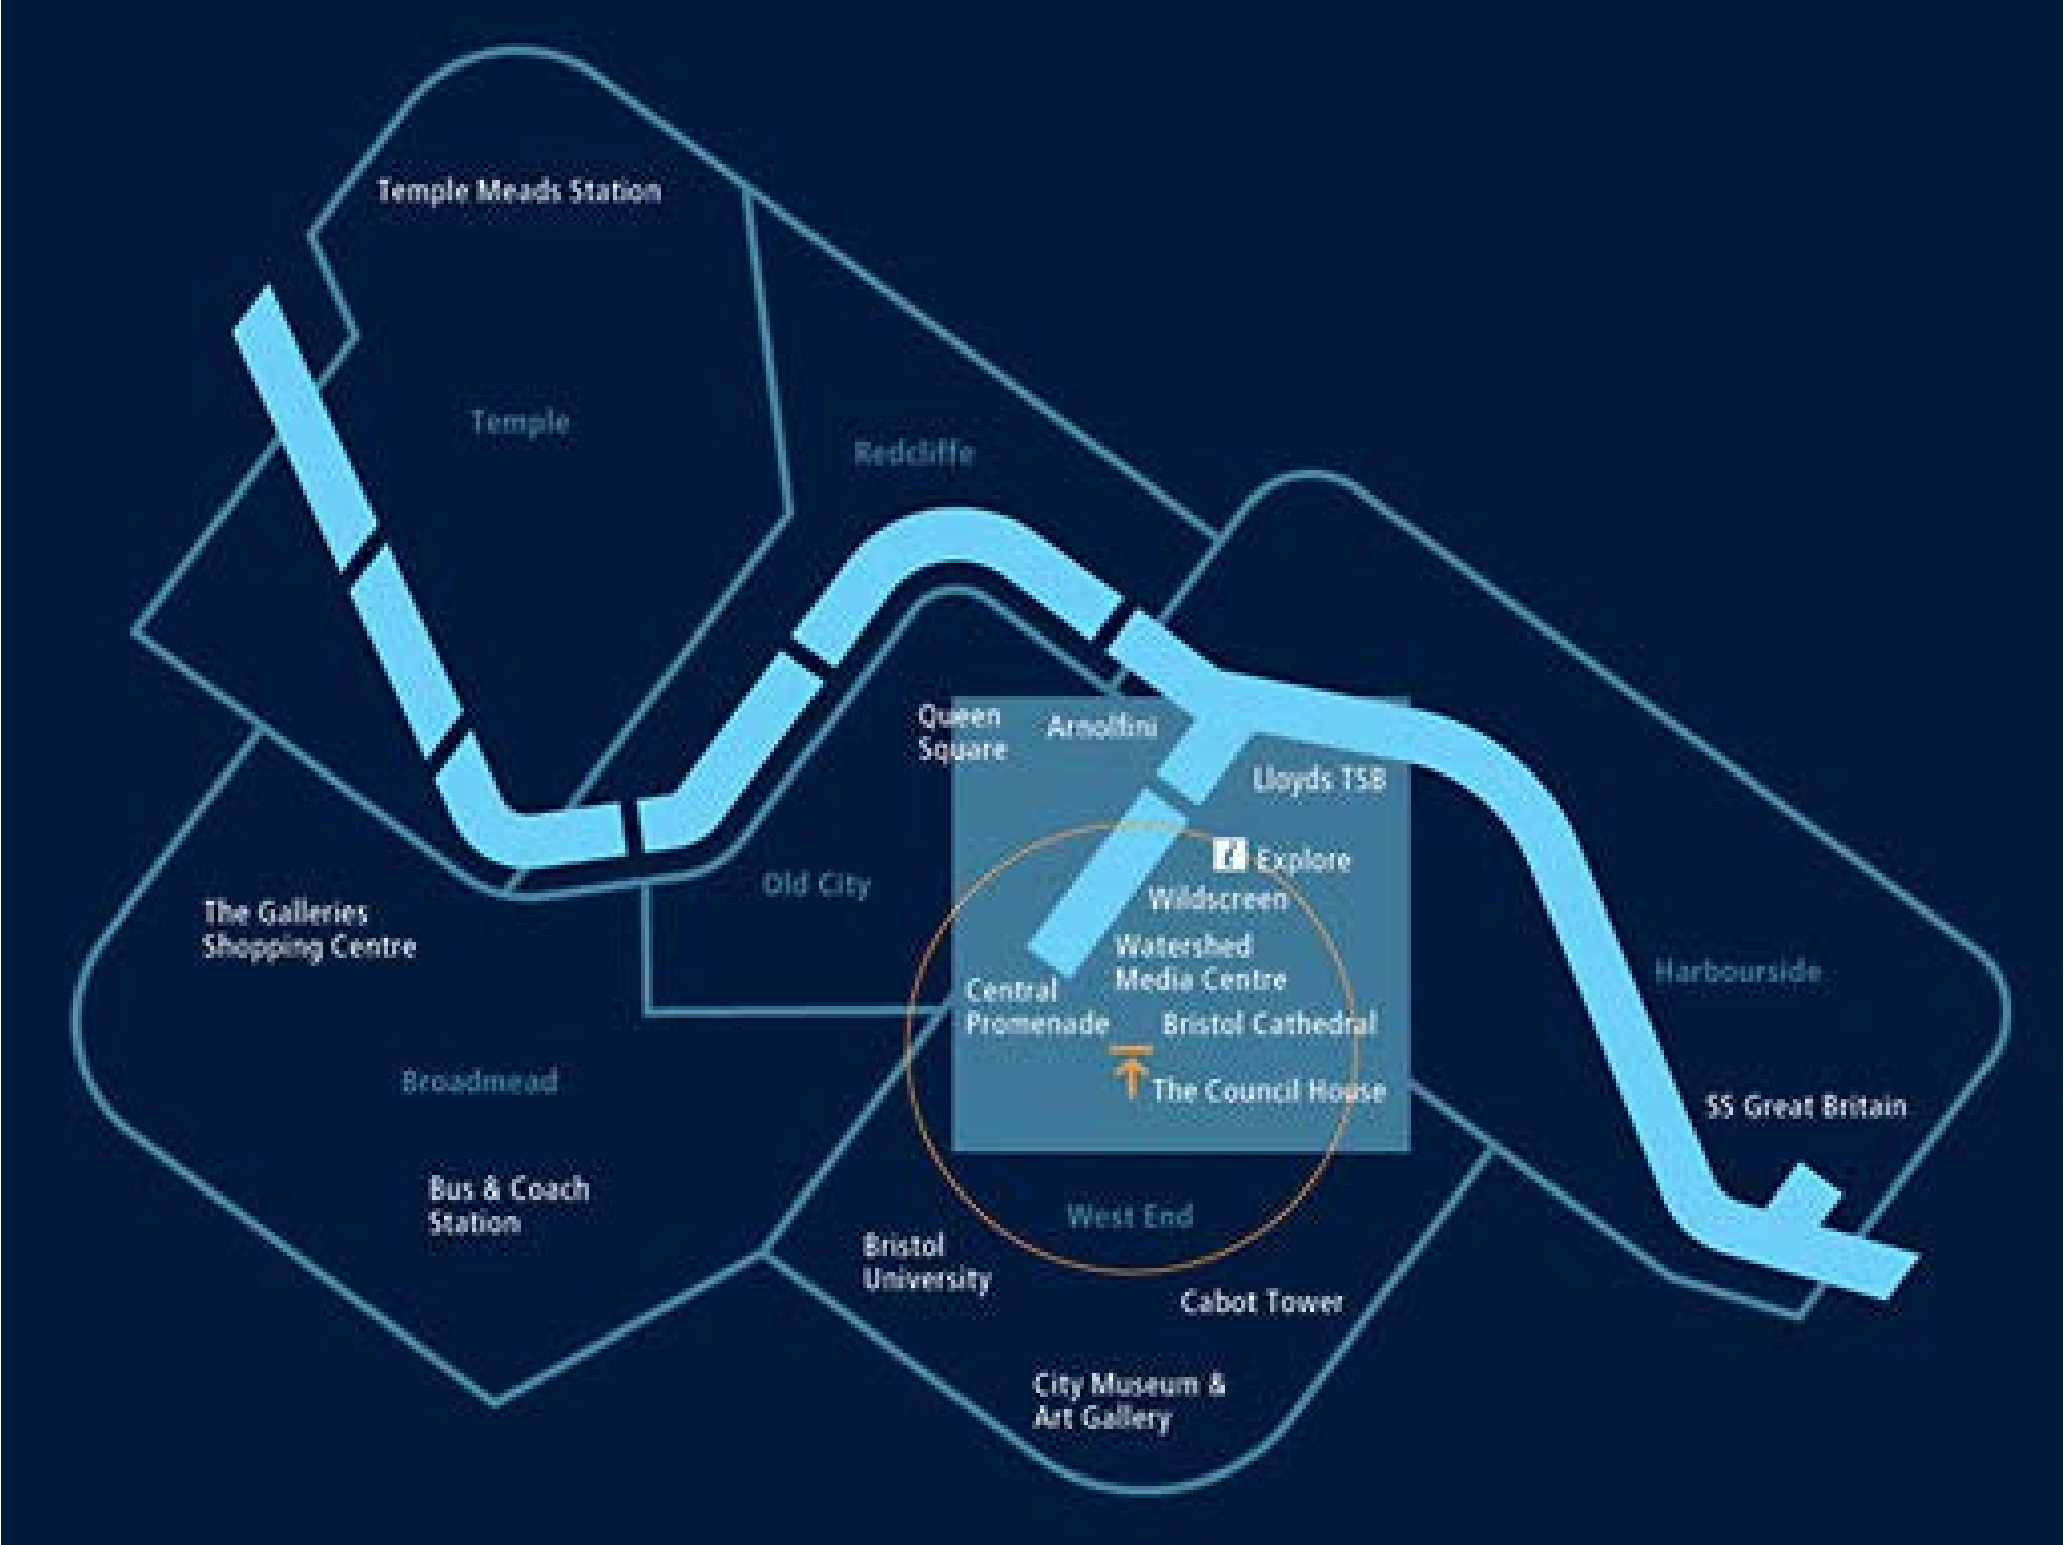 Temple Meads Station
Temple
Redcliffe
Queen
Square
Arnolfini
Lloyds TSB
i Explore
Wildscreen
Old City
The Galleries
Shopping Centre
Watershed
Media Centre
Harbourside
Central
Promenade
Bristol Cathedral
Broadmead
The Council House
SS Great Britain
Bus & Coach
Station
West End
Bristol
University
Cabot Tower
City Museum &
Art Gallery